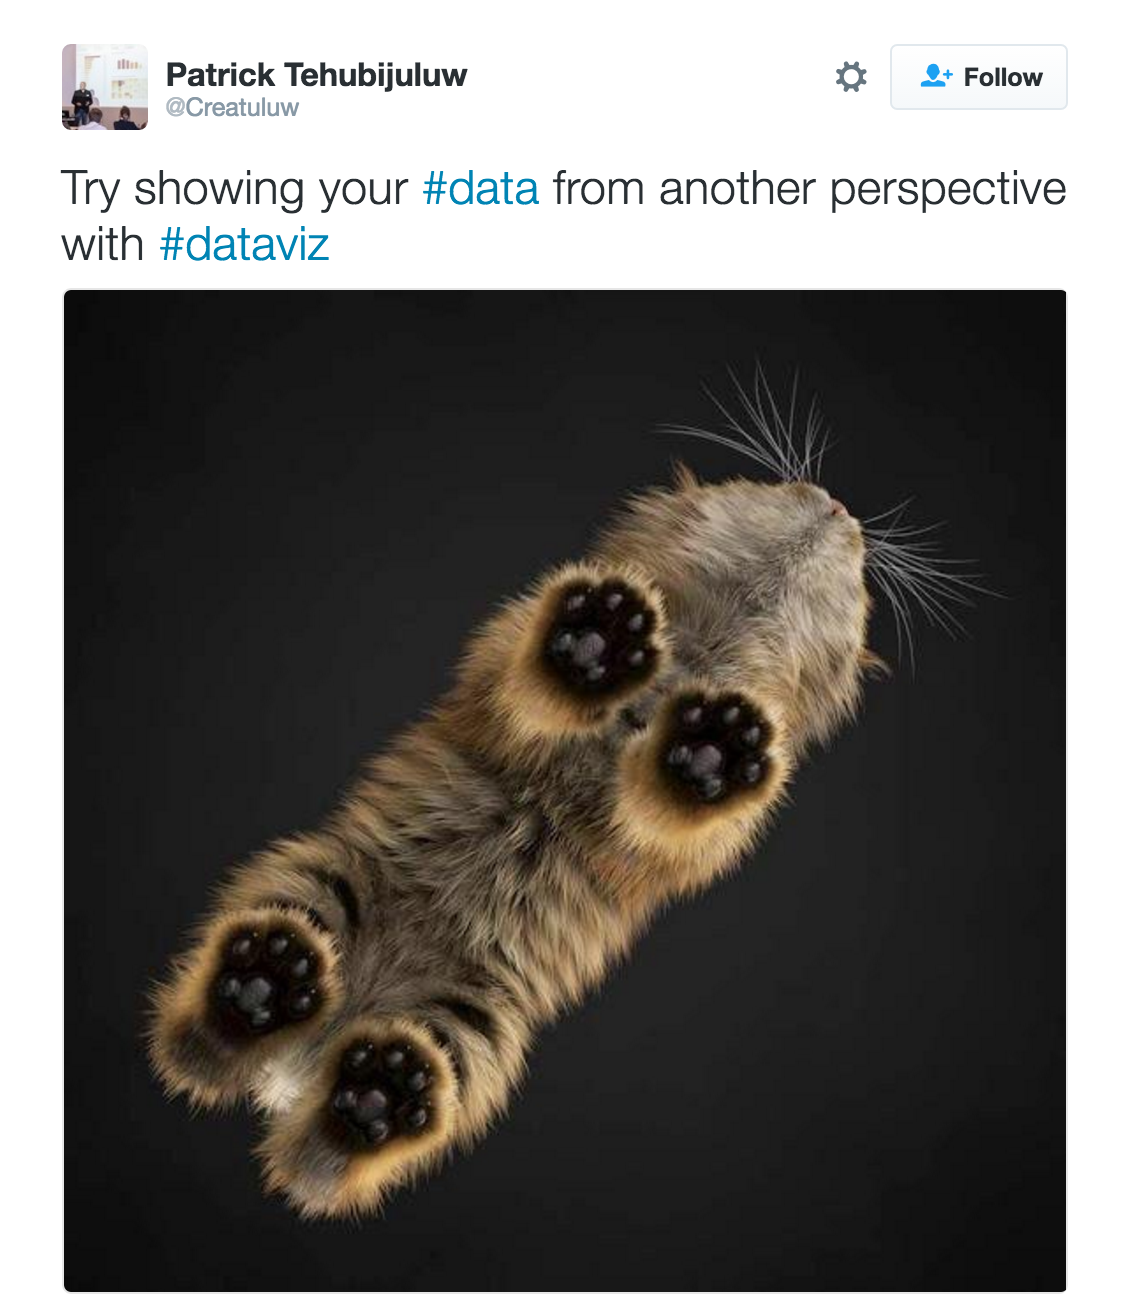 Patrick Tehubijuluw
@Creatuluw
Follow
Try showing your #data from another perspective
with #dataviz